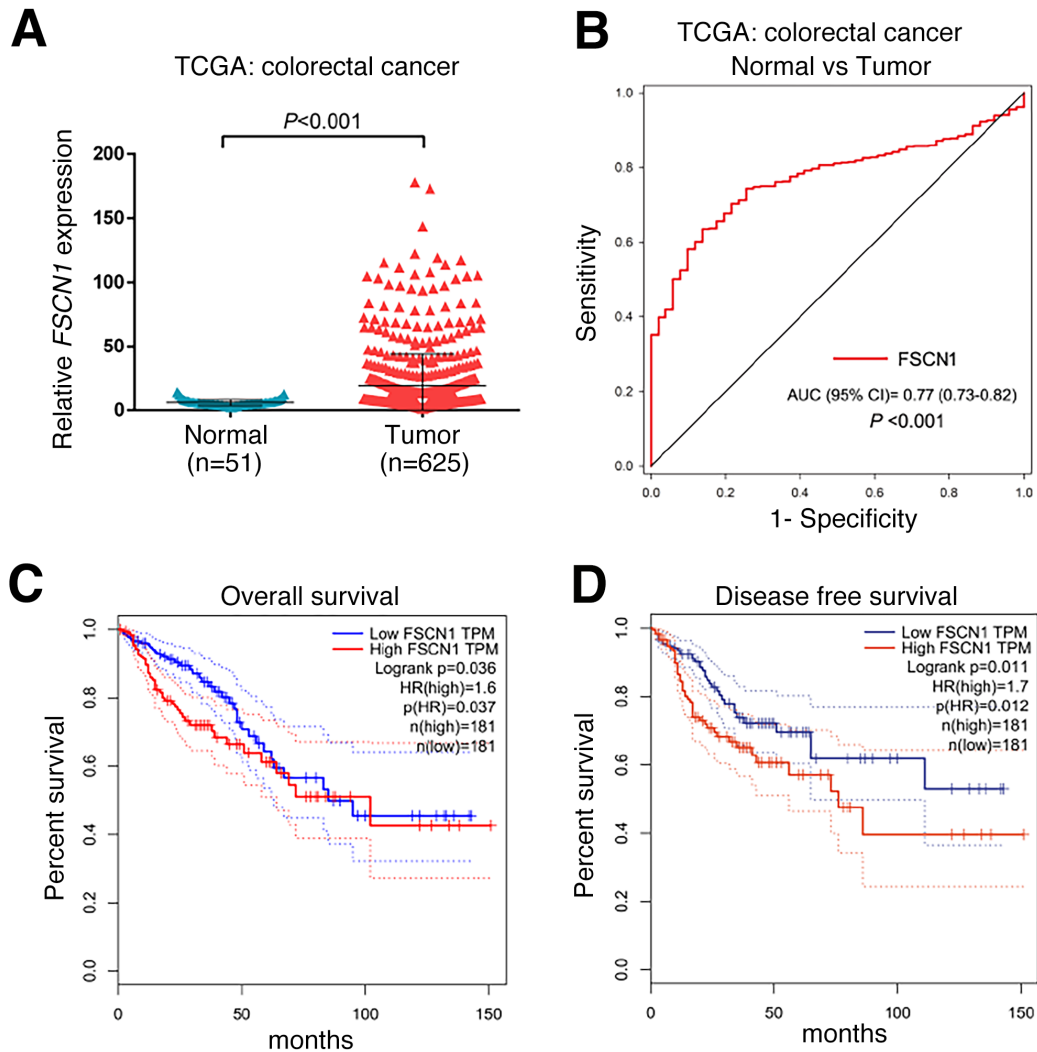 A
TCGA: colorectal cancer
P<0.001
Relative FSCN1 expression
200
150
100
50
0
Normal
(n=51)
Tumor
(n=625)
B
TCGA: colorectal cancer
Normal vs Tumor
Sensitivity
1.0
0.8
0.6
0.4
0.2
0.0
FSCN1
AUC (95% CI)= 0.77 (0.73-0.82)
P <0.001
0.0 0.2 0.4 0.6 0.8 1.0
1- Specificity
C
Overall survival
Percent survival
1.0
0.8
0.6
0.4
0.2
0.0
Low FSCN1 TPM
High FSCN1 TPM
Logrank p=0.036
HR(high)=1.6
p(HR)=0.037
n(high)=181
n(low)=181
0 50 100 150
months
D
Disease free survival
Percent survival
1.0
0.8
0.6
0.4
0.2
0.0
Low FSCN1 TPM
High FSCN1 TPM
Logrank p=0.011
HR(high)=1.7
p(HR)=0.012
n(high)=181
n(low)=181
0 50 100 150
months